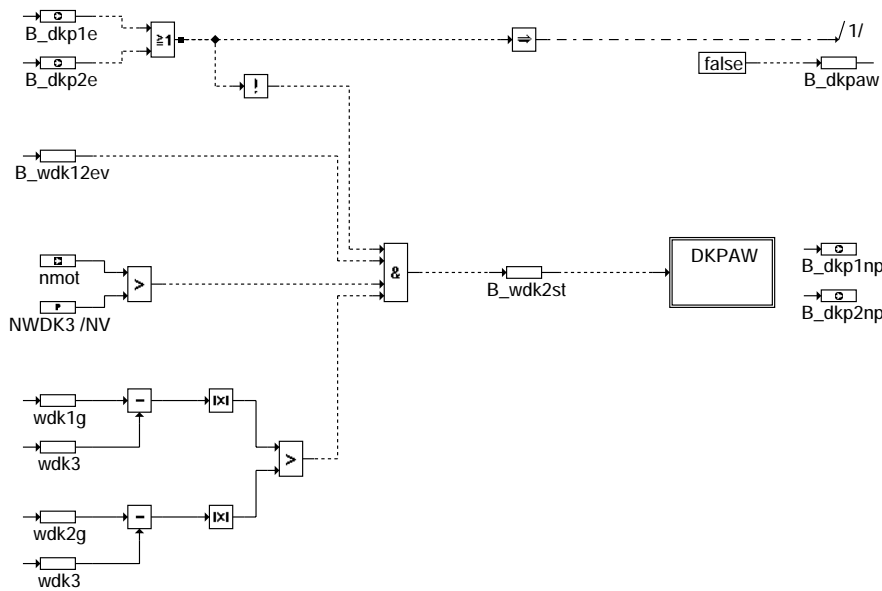 B_dkp1e
≧1
⇒
/ 1/
B_dkp2e
false
B_dkpaw
!
B_wdk12ev
DKPAW
&
B_dkp1np
nmot
>
B_wdk2st
P
B_dkp2np
NWDK3 /NV
wdk1g
−
|x|
wdk3
>
wdk2g
−
|x|
wdk3